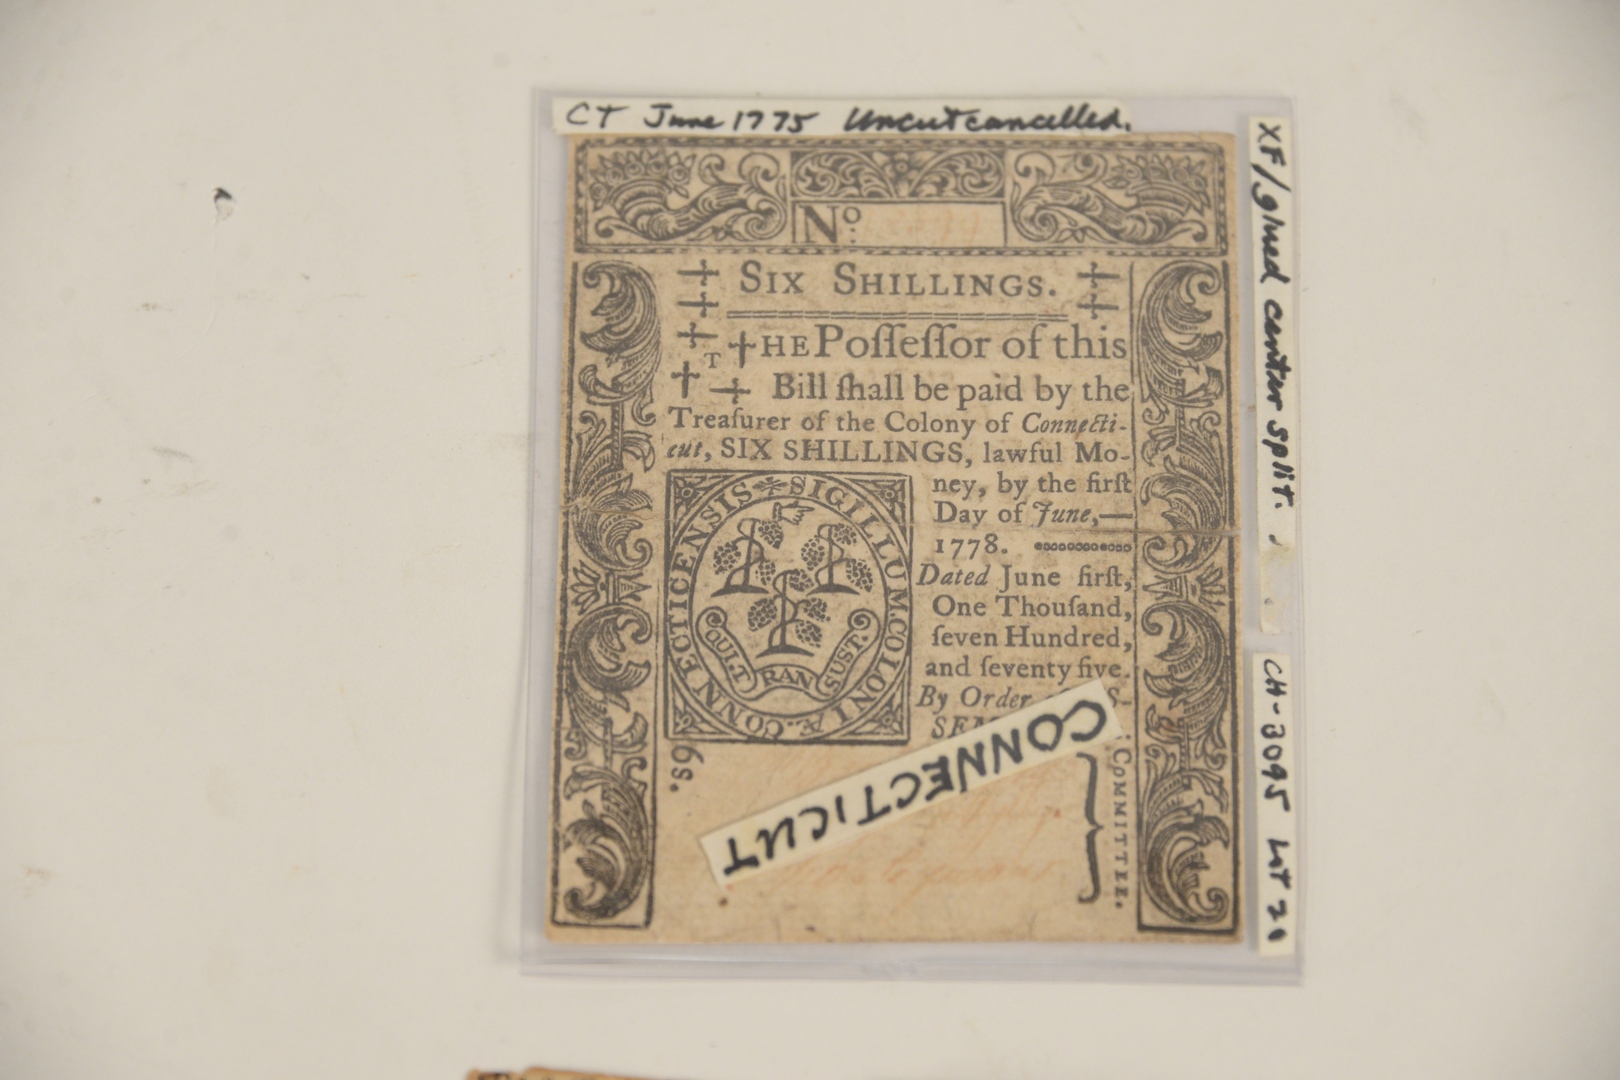 CT June 1775 Uncut cancelled.
XF/glued center split.
CH-3095 LOT 20
No.
SIX SHILLINGS.
T THE Poſſeſſor of this
Bill ſhall be paid by the
Treaſurer of the Colony of Connecti-
cut, SIX SHILLINGS, lawful Mo-
ney, by the firſt
Day of June,—
1778.
Dated June firſt,
One Thouſand,
ſeven Hundred,
and ſeventy five.
By Order
SIGILLUM. COLONIÆ. CONNECTICENSIS
QUI. T RAN SUST.
6s.
COMMITTEE.
CONNECTICUT